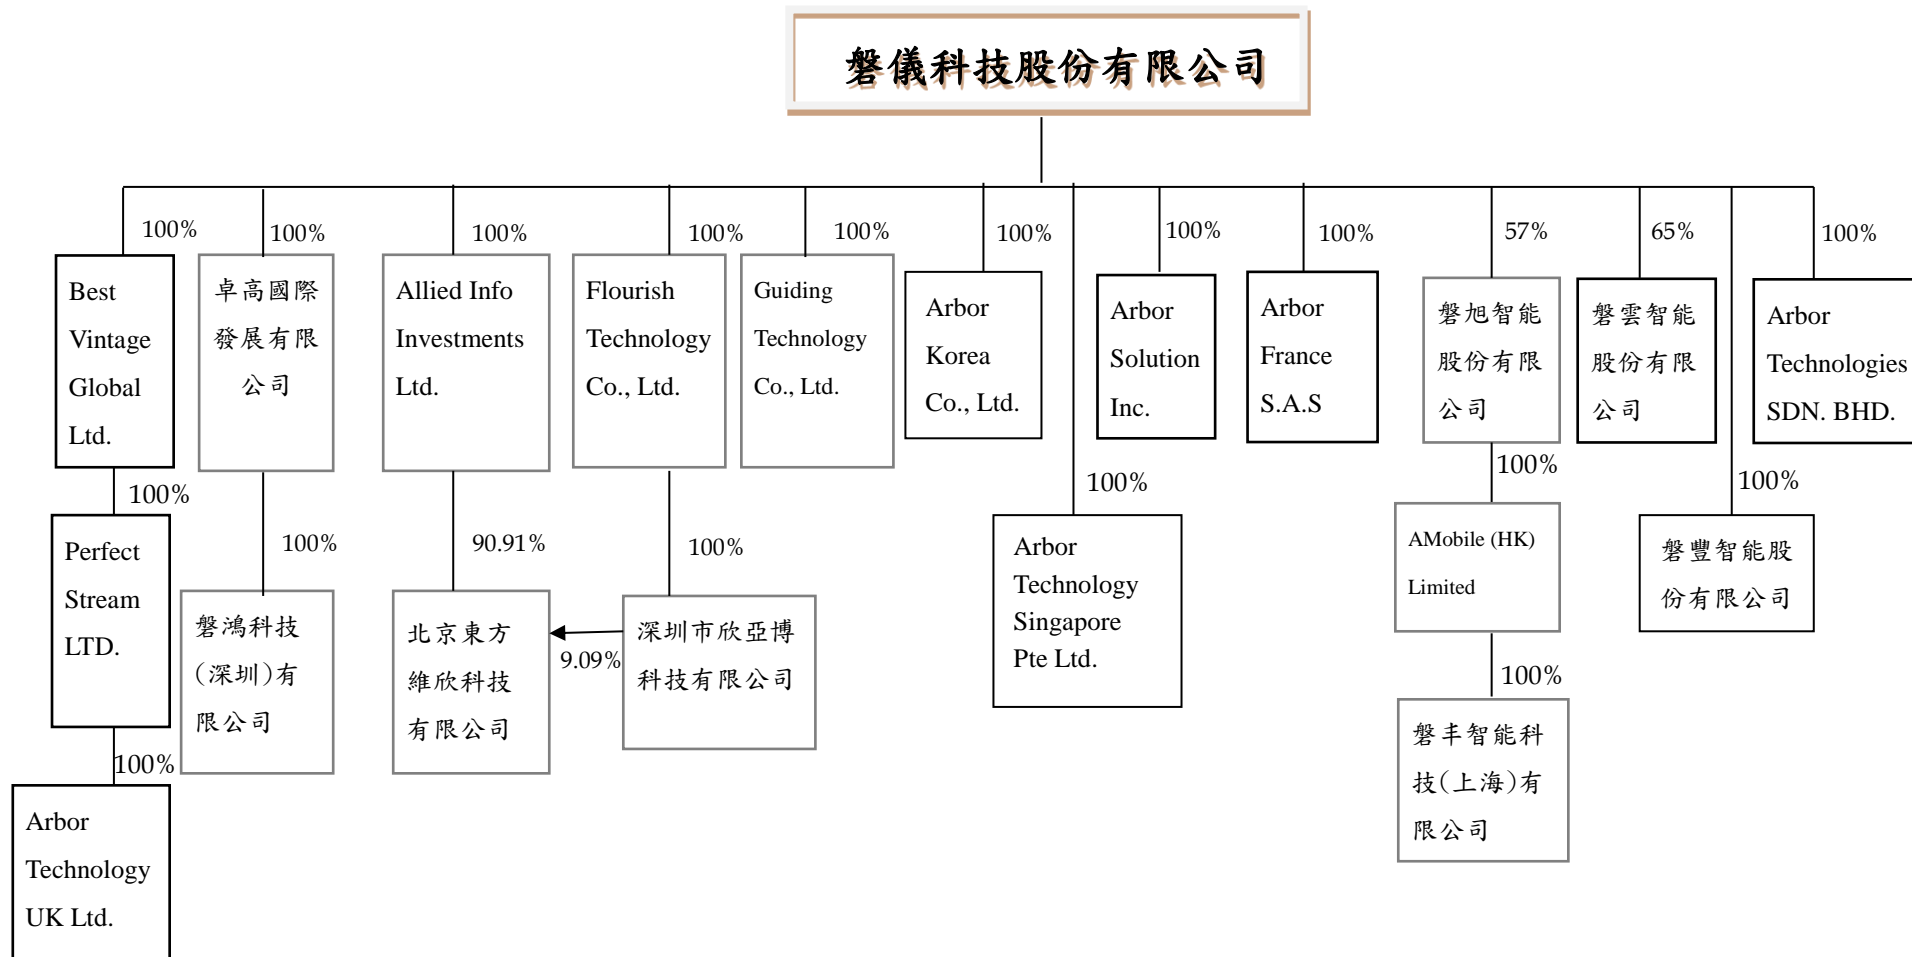 磐儀科技股份有限公司
100%
100%
100%
100%
100%
100%
100%
100%
57%
65%
100%
Best
Vintage
Global
Ltd.
卓高國際
發展有限
公司
Allied Info
Investments
Ltd.
Flourish
Technology
Co., Ltd.
Guiding
Technology
Co., Ltd.
Arbor
Korea
Co., Ltd.
Arbor
Solution
Inc.
Arbor
France
S.A.S
磐旭智能
股份有限
公司
磐雲智能
股份有限
公司
Arbor
Technologies
SDN. BHD.
100%
100%
90.91%
100%
100%
100%
100%
Perfect
Stream
LTD.
磐鴻科技
(深圳)有
限公司
北京東方
維欣科技
有限公司
9.09%
深圳市欣亞博
科技有限公司
Arbor
Technology
Singapore
Pte Ltd.
AMobile (HK)
Limited
磐豐智能股
份有限公司
100%
100%
Arbor
Technology
UK Ltd.
磐丰智能科
技(上海)有
限公司